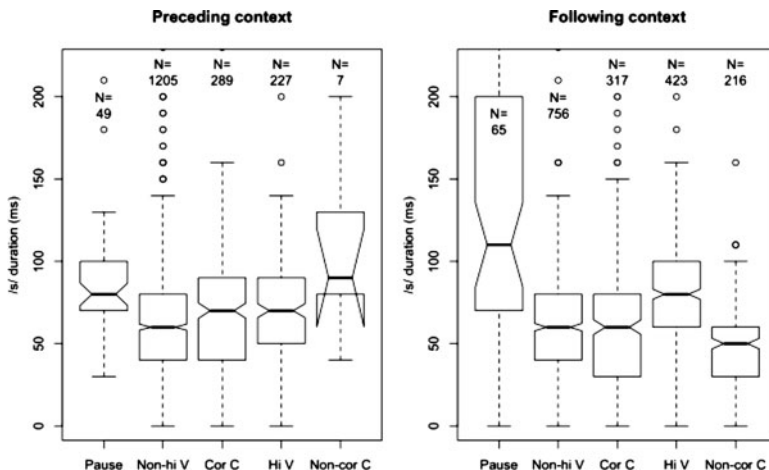 Preceding context
Following context
/s/ duration (ms)
0
50
100
150
200
N=
49
N=
1205
N=
289
N=
227
N=
7
Pause
Non-hi V
Cor C
Hi V
Non-cor C
/s/ duration (ms)
0
50
100
150
200
N=
65
N=
756
N=
317
N=
423
N=
216
Pause
Non-hi V
Cor C
Hi V
Non-cor C